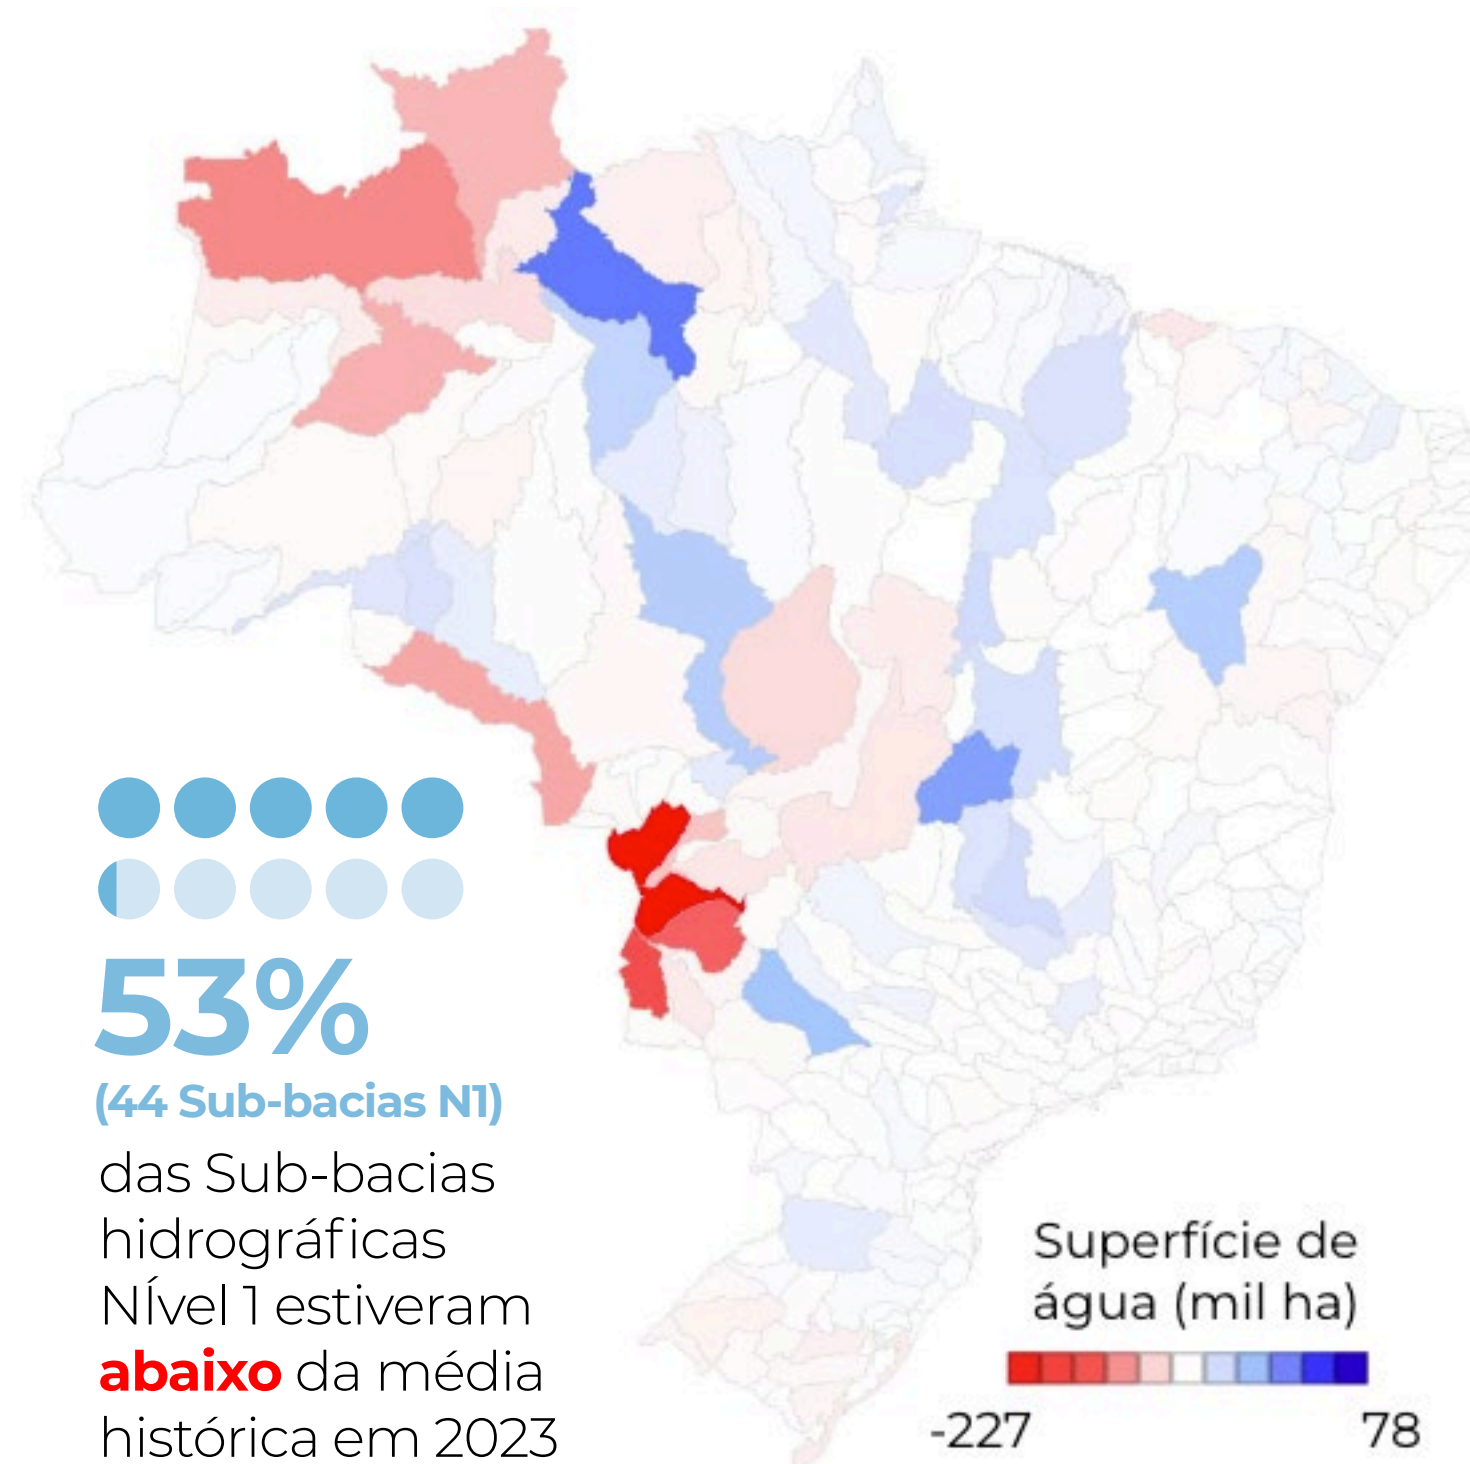 53%
(44 Sub-bacias N1)
das Sub-bacias
hidrográficas
NÍvel 1 estiveram
abaixo da média
histórica em 2023
Superfície de
água (mil ha)
-227 78